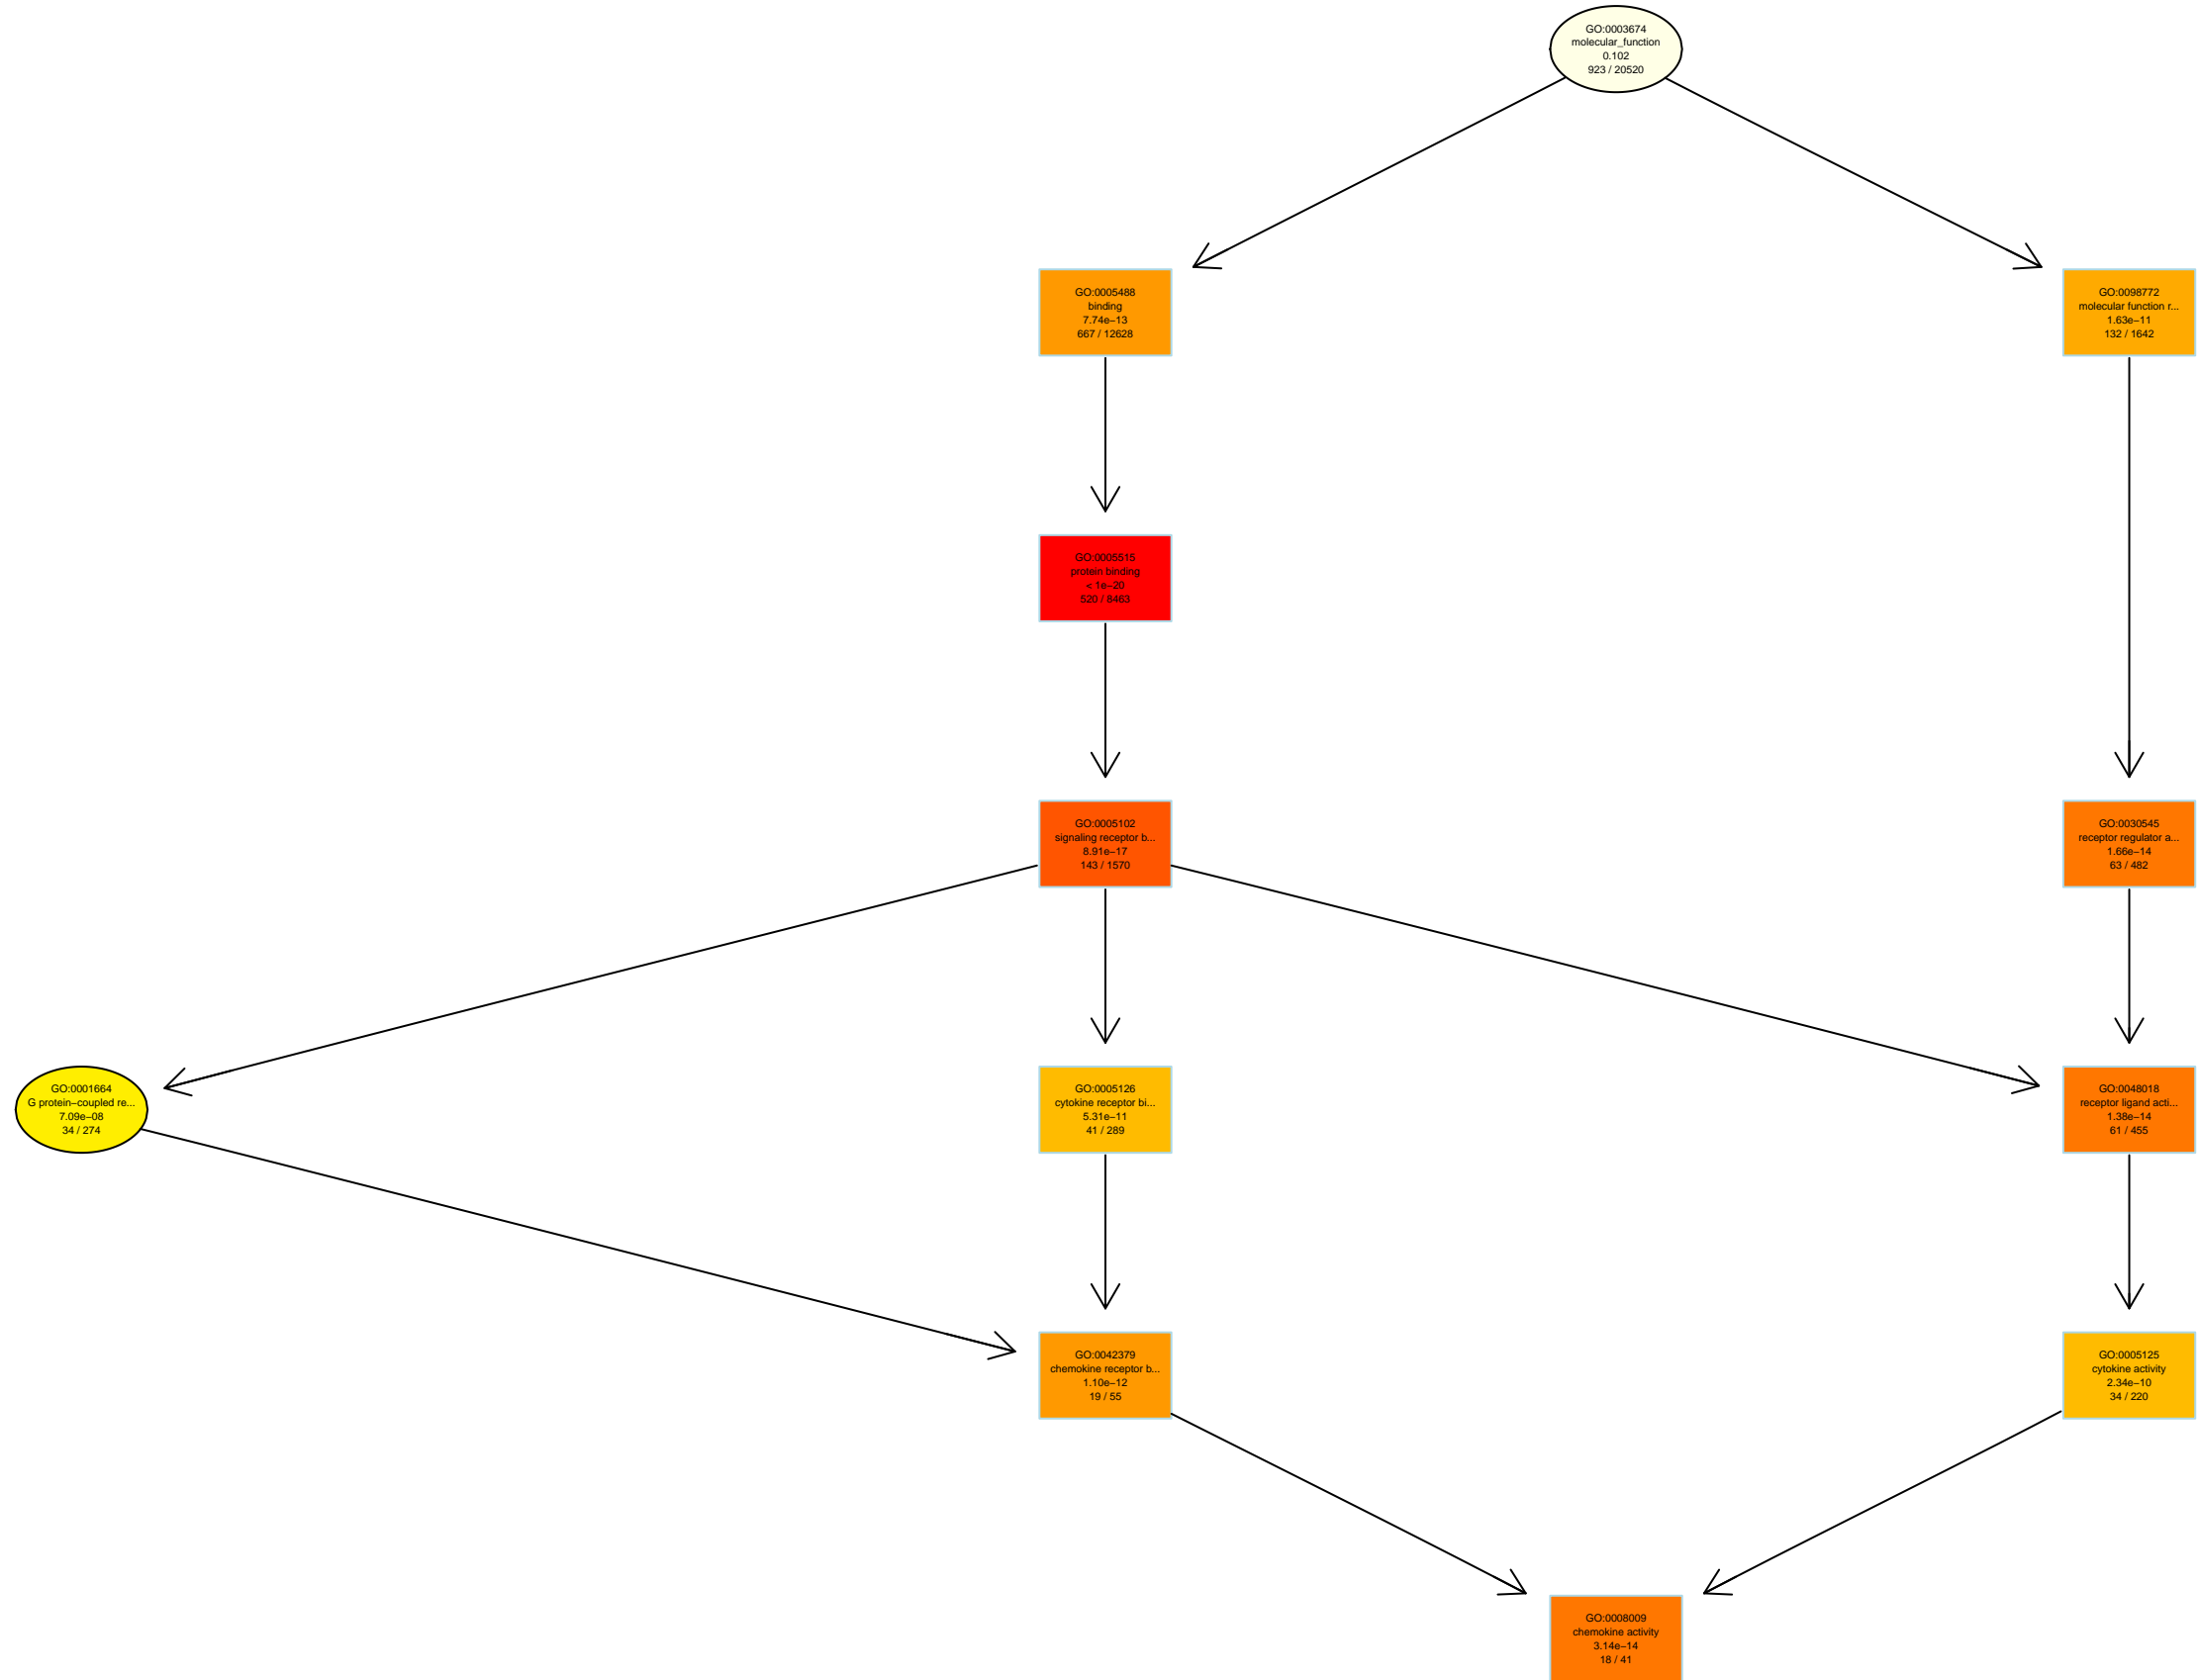 GO:0003674
molecular_function
0.102
923 / 20520
GO:0005488
binding
7.74e−13
667 / 12628
GO:0098772
molecular function r...
1.63e−11
132 / 1642
GO:0005515
protein binding
< 1e−20
520 / 8463
GO:0005102
signaling receptor b...
8.91e−17
143 / 1570
GO:0030545
receptor regulator a...
1.66e−14
63 / 482
GO:0001664
G protein−coupled re...
7.09e−08
34 / 274
GO:0005126
cytokine receptor bi...
5.31e−11
41 / 289
GO:0048018
receptor ligand acti...
1.38e−14
61 / 455
GO:0042379
chemokine receptor b...
1.10e−12
19 / 55
GO:0005125
cytokine activity
2.34e−10
34 / 220
GO:0008009
chemokine activity
3.14e−14
18 / 41